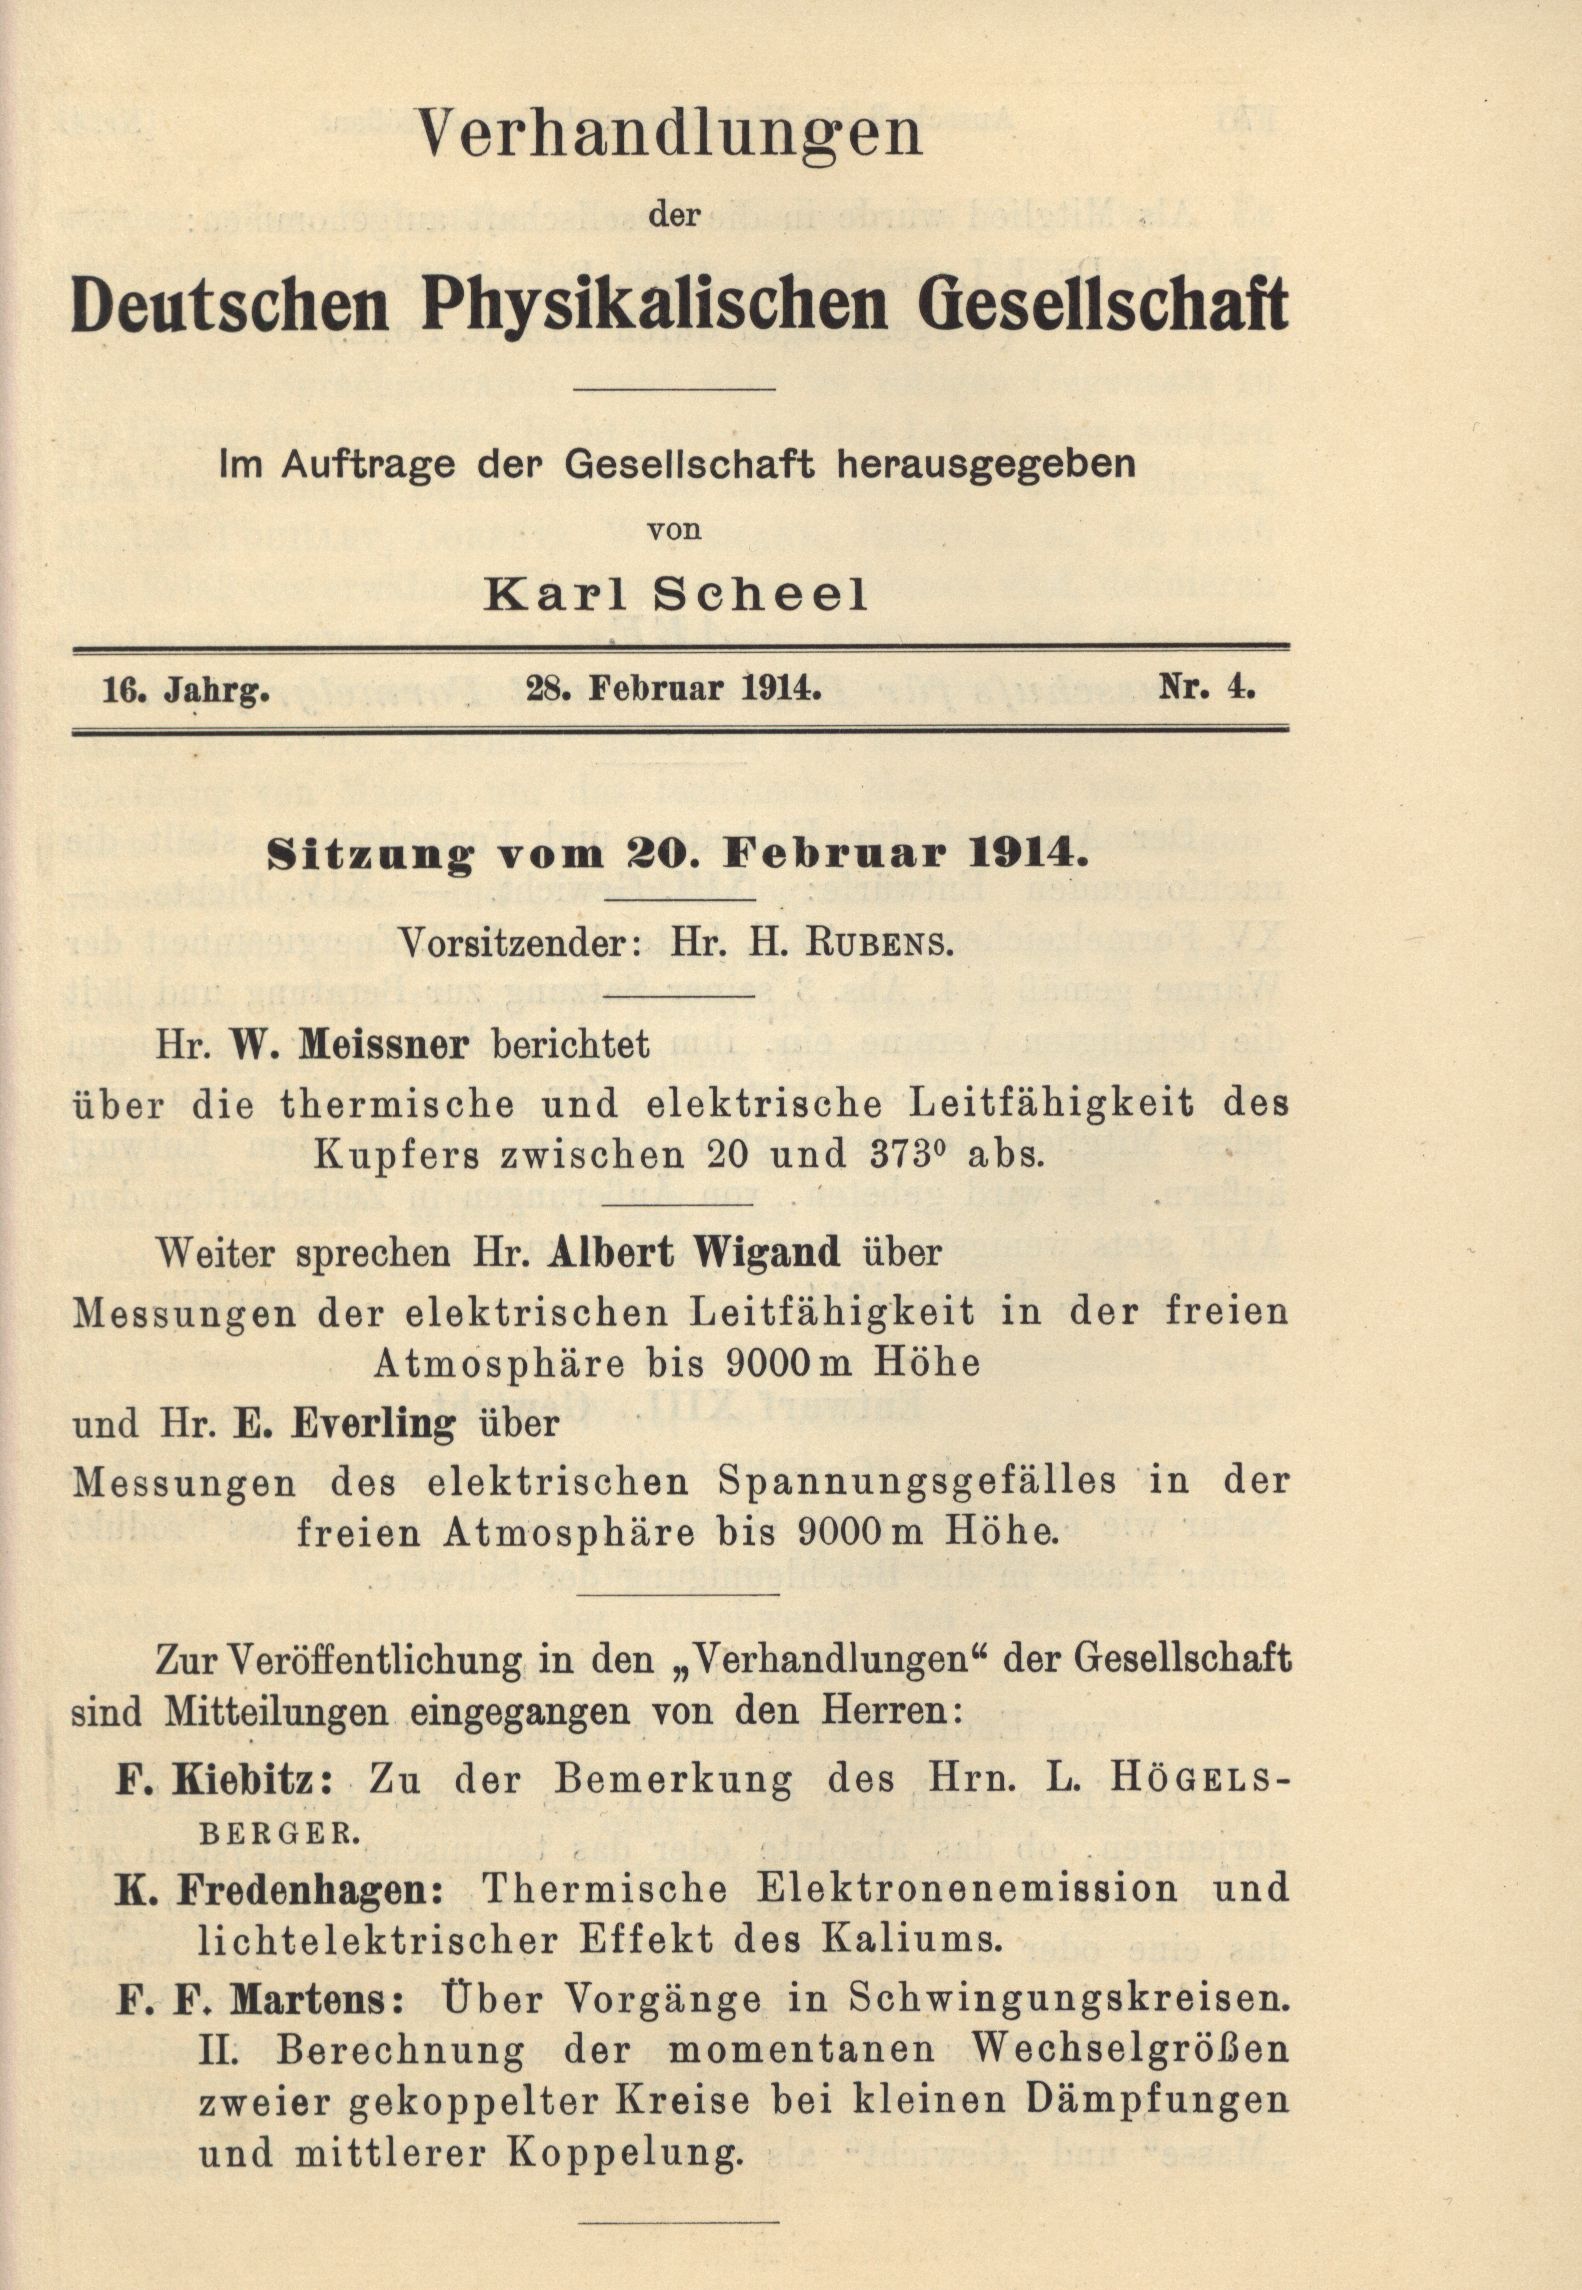 Verhandlungen
der
Deutschen Physikalischen Gesellschaft
Im Auftrage der Gesellschaft herausgegeben
von
Karl Scheel
16. Jahrg. 28. Februar 1914. Nr. 4.
Sitzung vom 20. Februar 1914.
Vorsitzender: Hr. H. RUBENS.
Hr. W. Meissner berichtet
über die thermische und elektrische Leitfähigkeit des
Kupfers zwischen 20 und 373⁰ abs.
Weiter sprechen Hr. Albert Wigand über
Messungen der elektrischen Leitfähigkeit in der freien
Atmosphäre bis 9000 m Höhe
und Hr. E. Everling über
Messungen des elektrischen Spannungsgefälles in der
freien Atmosphäre bis 9000 m Höhe.
Zur Veröffentlichung in den „Verhandlungen“ der Gesellschaft
sind Mitteilungen eingegangen von den Herren:
F. Kiebitz: Zu der Bemerkung des Hrn. L. HÖGELS-
BERGER.
K. Fredenhagen: Thermische Elektronenemission und
lichtelektrischer Effekt des Kaliums.
F. F. Martens: Über Vorgänge in Schwingungskreisen.
II. Berechnung der momentanen Wechselgrößen
zweier gekoppelter Kreise bei kleinen Dämpfungen
und mittlerer Koppelung.